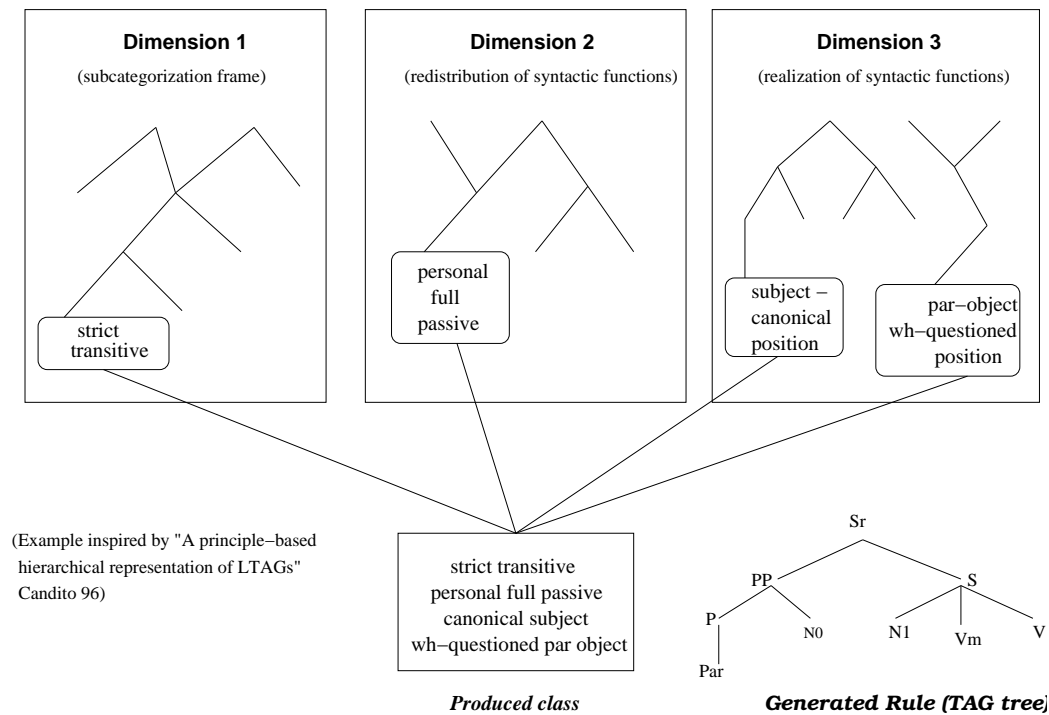 Dimension 1
(subcategorization frame)
strict
transitive
Dimension 2
(redistribution of syntactic functions)
personal
full
passive
Dimension 3
(realization of syntactic functions)
subject −
canonical
position
par−object
wh−questioned
position
(Example inspired by "A principle−based
hierarchical representation of LTAGs"
Candito 96)
strict transitive
personal full passive
canonical subject
wh−questioned par object
Produced class
Sr
PP
S
P
N0
N1
Vm
V
Par
Generated Rule (TAG tree)